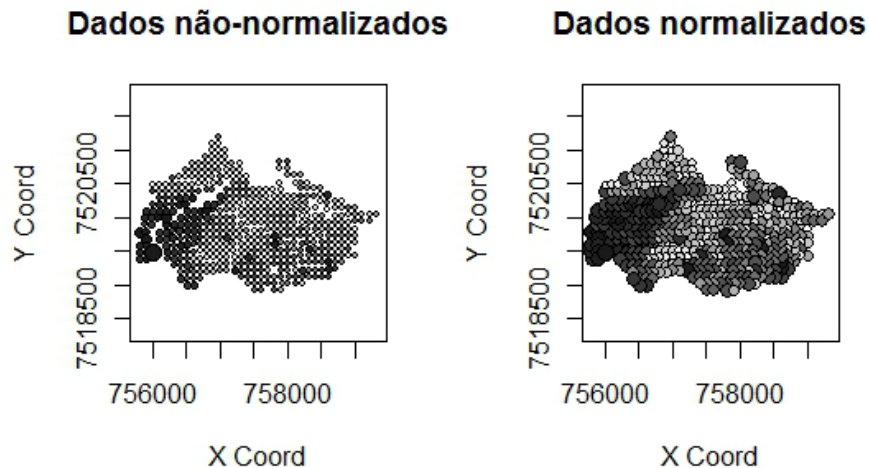 Dados não-normalizados
Y Coord
7518500
7520500
756000
758000
X Coord
Dados normalizados
Y Coord
7518500
7520500
756000
758000
X Coord